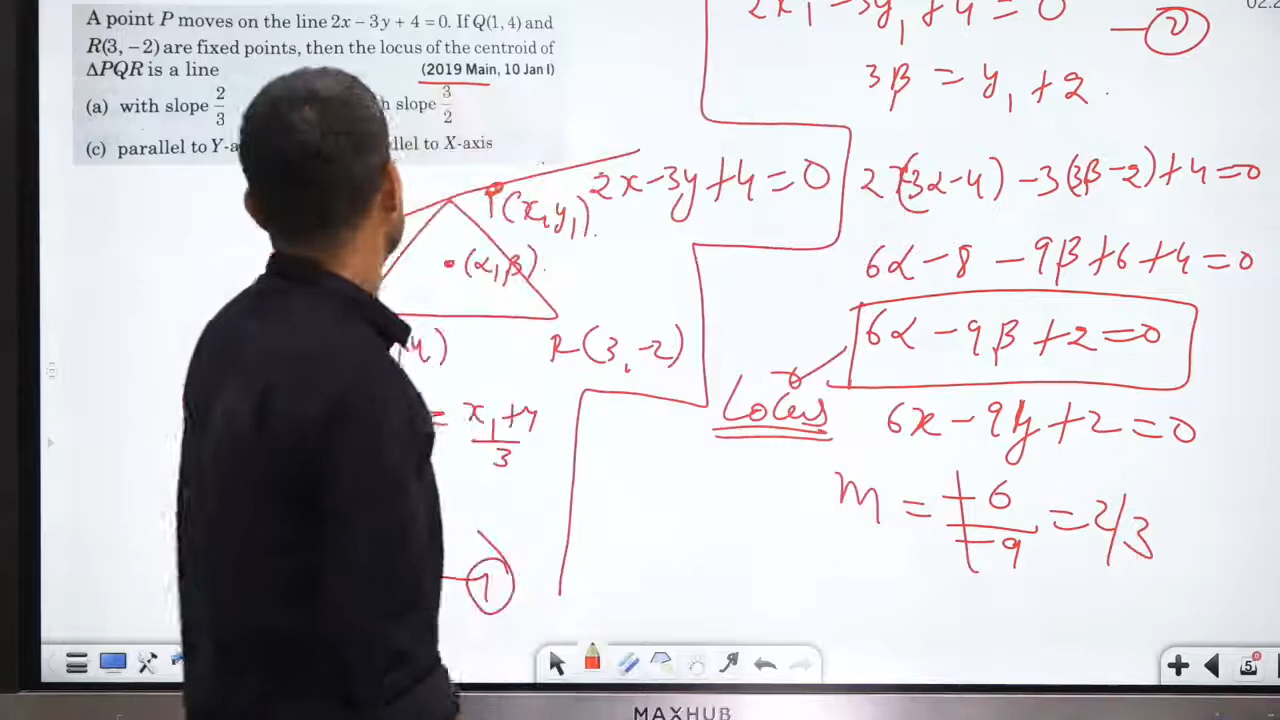 A point P moves on the line 2x – 3y + 4 = 0. If Q(1, 4) and
R(3, –2) are fixed points, then the locus of the centroid of
ΔPQR is a line
(2019 Main, 10 Jan I)
(a) with slope 2/3
slope 3/2
(c) parallel to Y-a
llel to X-axis
2x – 3y + 4 = 0
P(x₁, y₁).
•(α, β).
R(3, -2)
= x₁ + 4 / 3
1
2x₁ – 3y₁ + 4 = 0
— 2
3β = y₁ + 2.
2(3α – 4) – 3(3β – 2) + 4 = 0
6α – 8 – 9β + 6 + 4 = 0
6α – 9β + 2 = 0
Locus
6x – 9y + 2 = 0
m = –6 / –9 = 2/3
02.2
5
MAXHUB